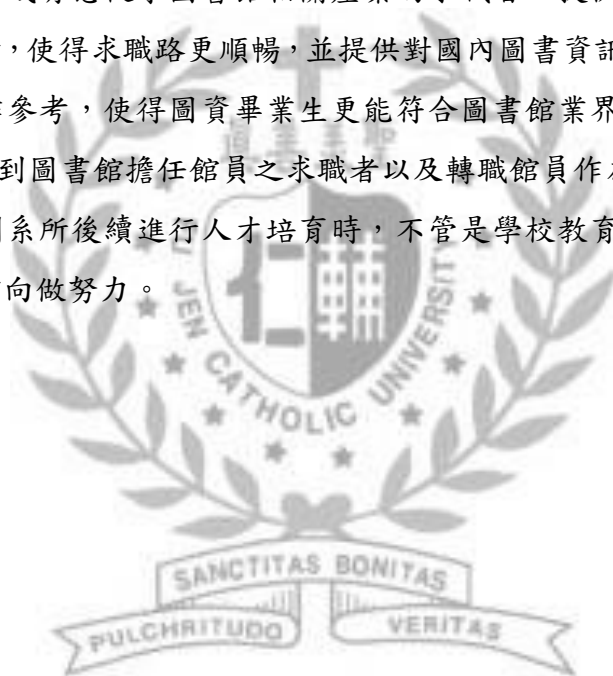 ，使得求職路更順暢，並提供對國內圖書資訊
參考，使得圖資畢業生更能符合圖書館業界
到圖書館擔任館員之求職者以及轉職館員作
系所後續進行人才培育時，不管是學校教育
向做努力。
JEN CATHOLIC UNIVERSITY
SANCTITAS BONITAS
PULCHRITUDO VERITAS